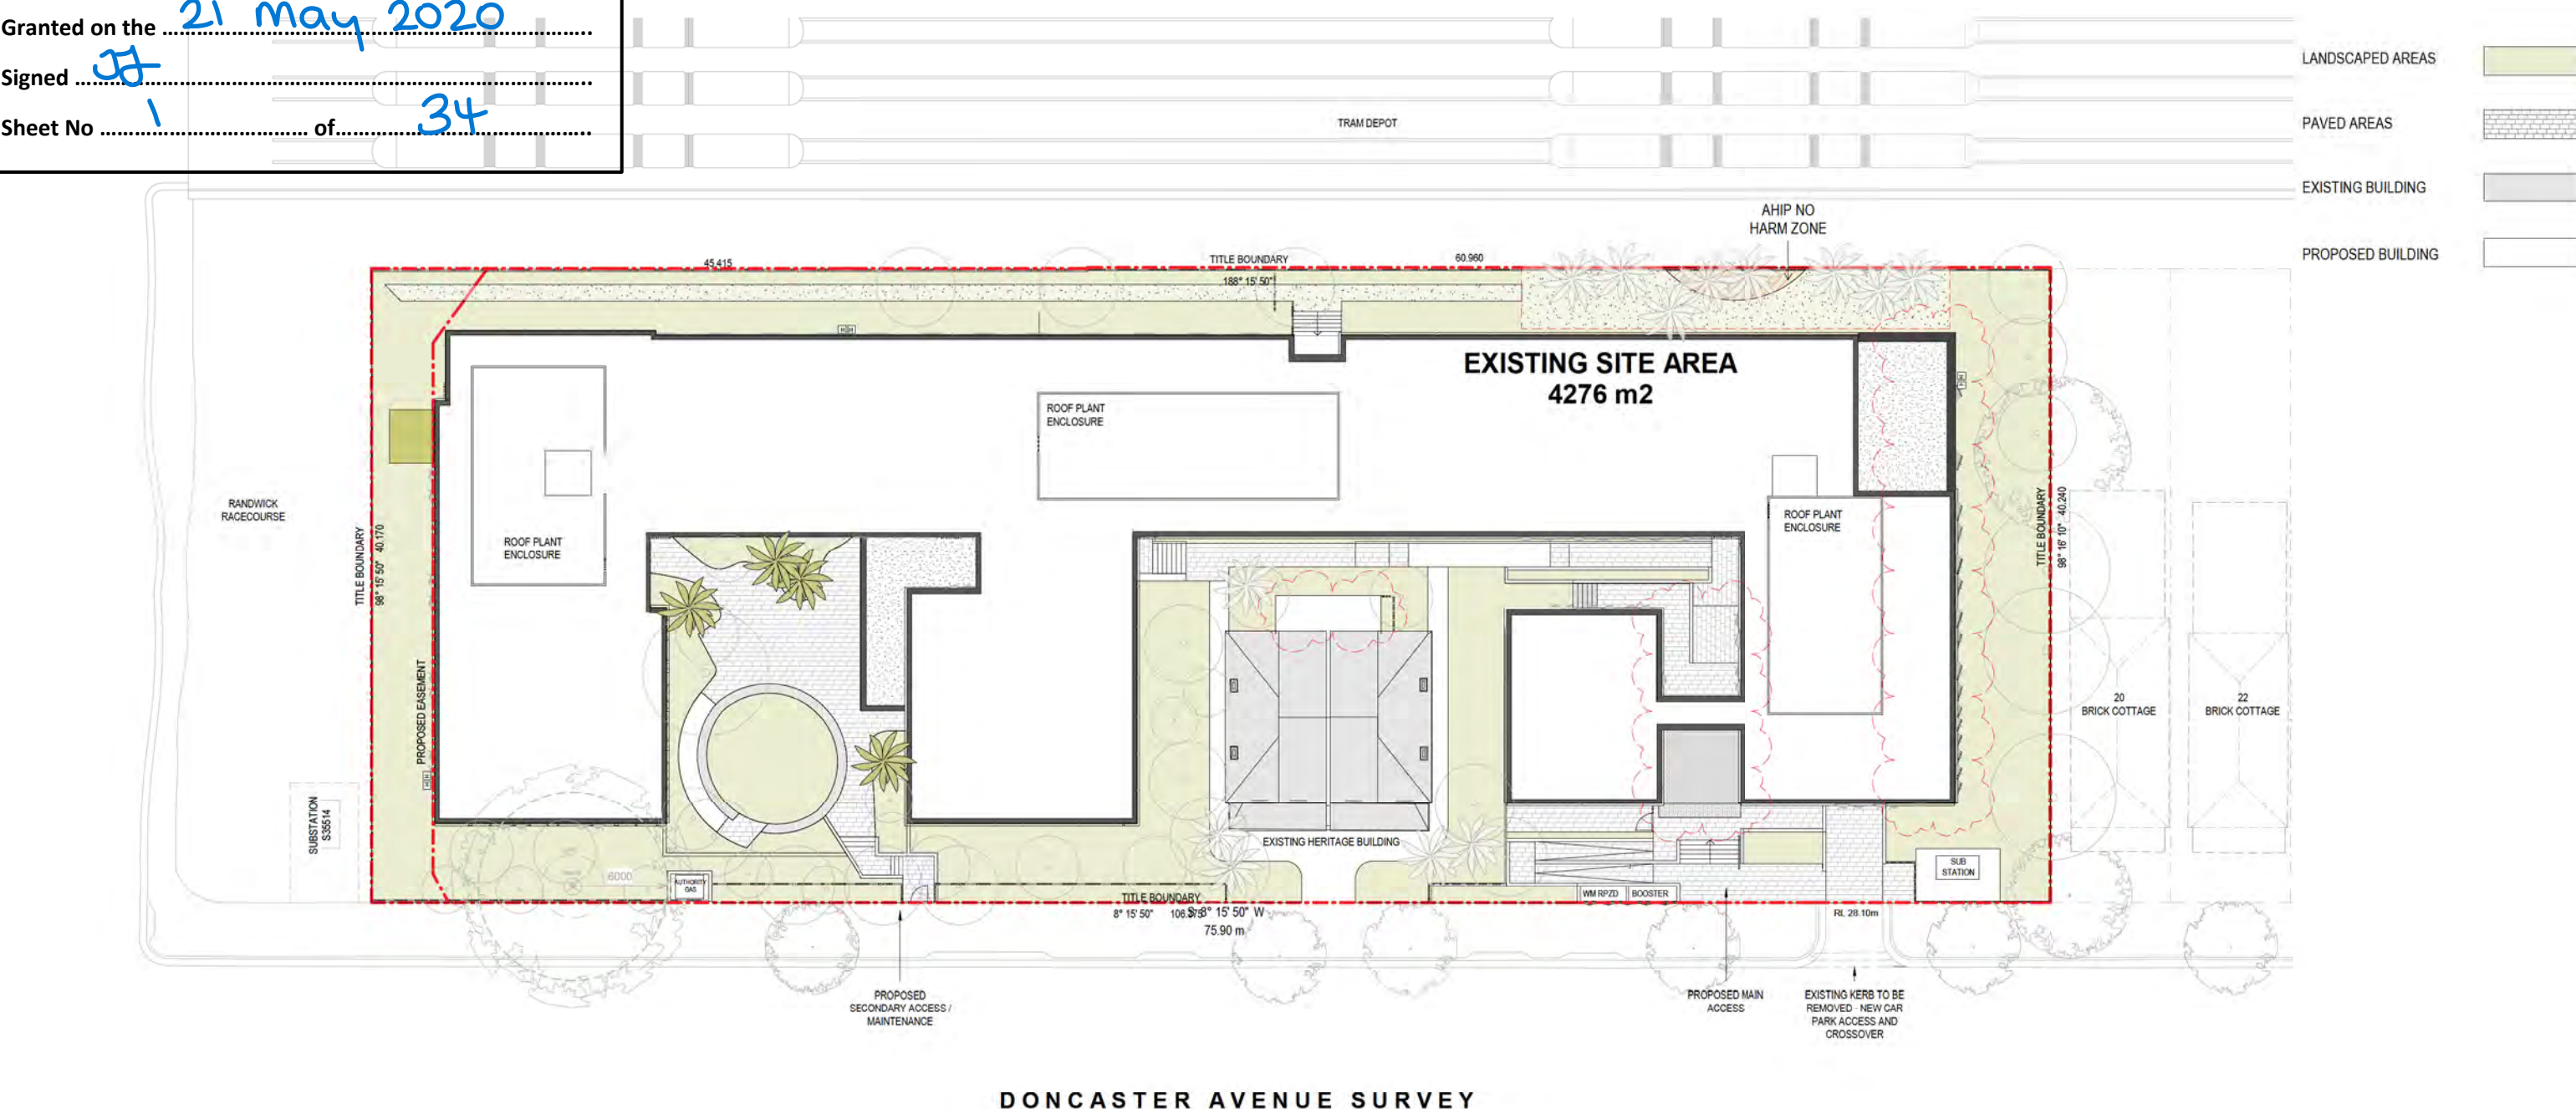 Granted on the 21 May 2020
Signed JJ
Sheet No 1 of 34
LANDSCAPED AREAS
PAVED AREAS
EXISTING BUILDING
PROPOSED BUILDING
TRAM DEPOT
AHIP NO
HARM ZONE
45.415
TITLE BOUNDARY
60.960
188° 15' 50"
EXISTING SITE AREA
4276 m2
ROOF PLANT
ENCLOSURE
ROOF PLANT
ENCLOSURE
ROOF PLANT
ENCLOSURE
RANDWICK
RACECOURSE
TITLE BOUNDARY
98° 15' 50" 40.170
PROPOSED EASEMENT
SUBSTATION
S35514
TITLE BOUNDARY
98° 16' 10" 40.240
20
BRICK COTTAGE
22
BRICK COTTAGE
EXISTING HERITAGE BUILDING
6000
AUTHORITY
GAS
WM RPZD
BOOSTER
SUB
STATION
TITLE BOUNDARY
8° 15' 50"
S 8° 15' 50" W
75.90 m
RL 28.10m
PROPOSED
SECONDARY ACCESS /
MAINTENANCE
PROPOSED MAIN
ACCESS
EXISTING KERB TO BE
REMOVED - NEW CAR
PARK ACCESS AND
CROSSOVER
DONCASTER AVENUE SURVEY